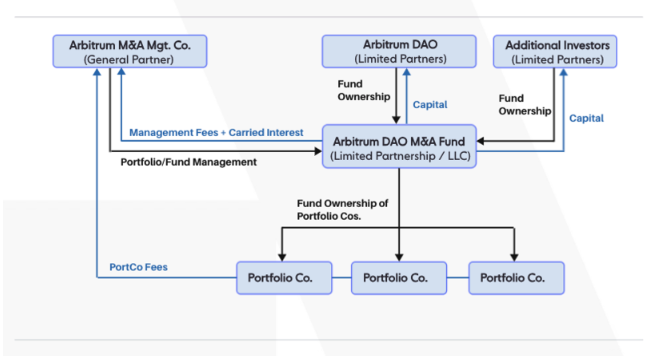 Arbitrum M&A Mgt. Co.
(General Partner)
Arbitrum DAO
(Limited Partners)
Additional Investors
(Limited Partners)
Fund
Ownership
Capital
Fund
Ownership
Capital
Management Fees + Carried Interest
Arbitrum DAO M&A Fund
(Limited Partnership / LLC)
Portfolio/Fund Management
Fund Ownership of
Portfolio Cos.
PortCo Fees
Portfolio Co.
Portfolio Co.
Portfolio Co.